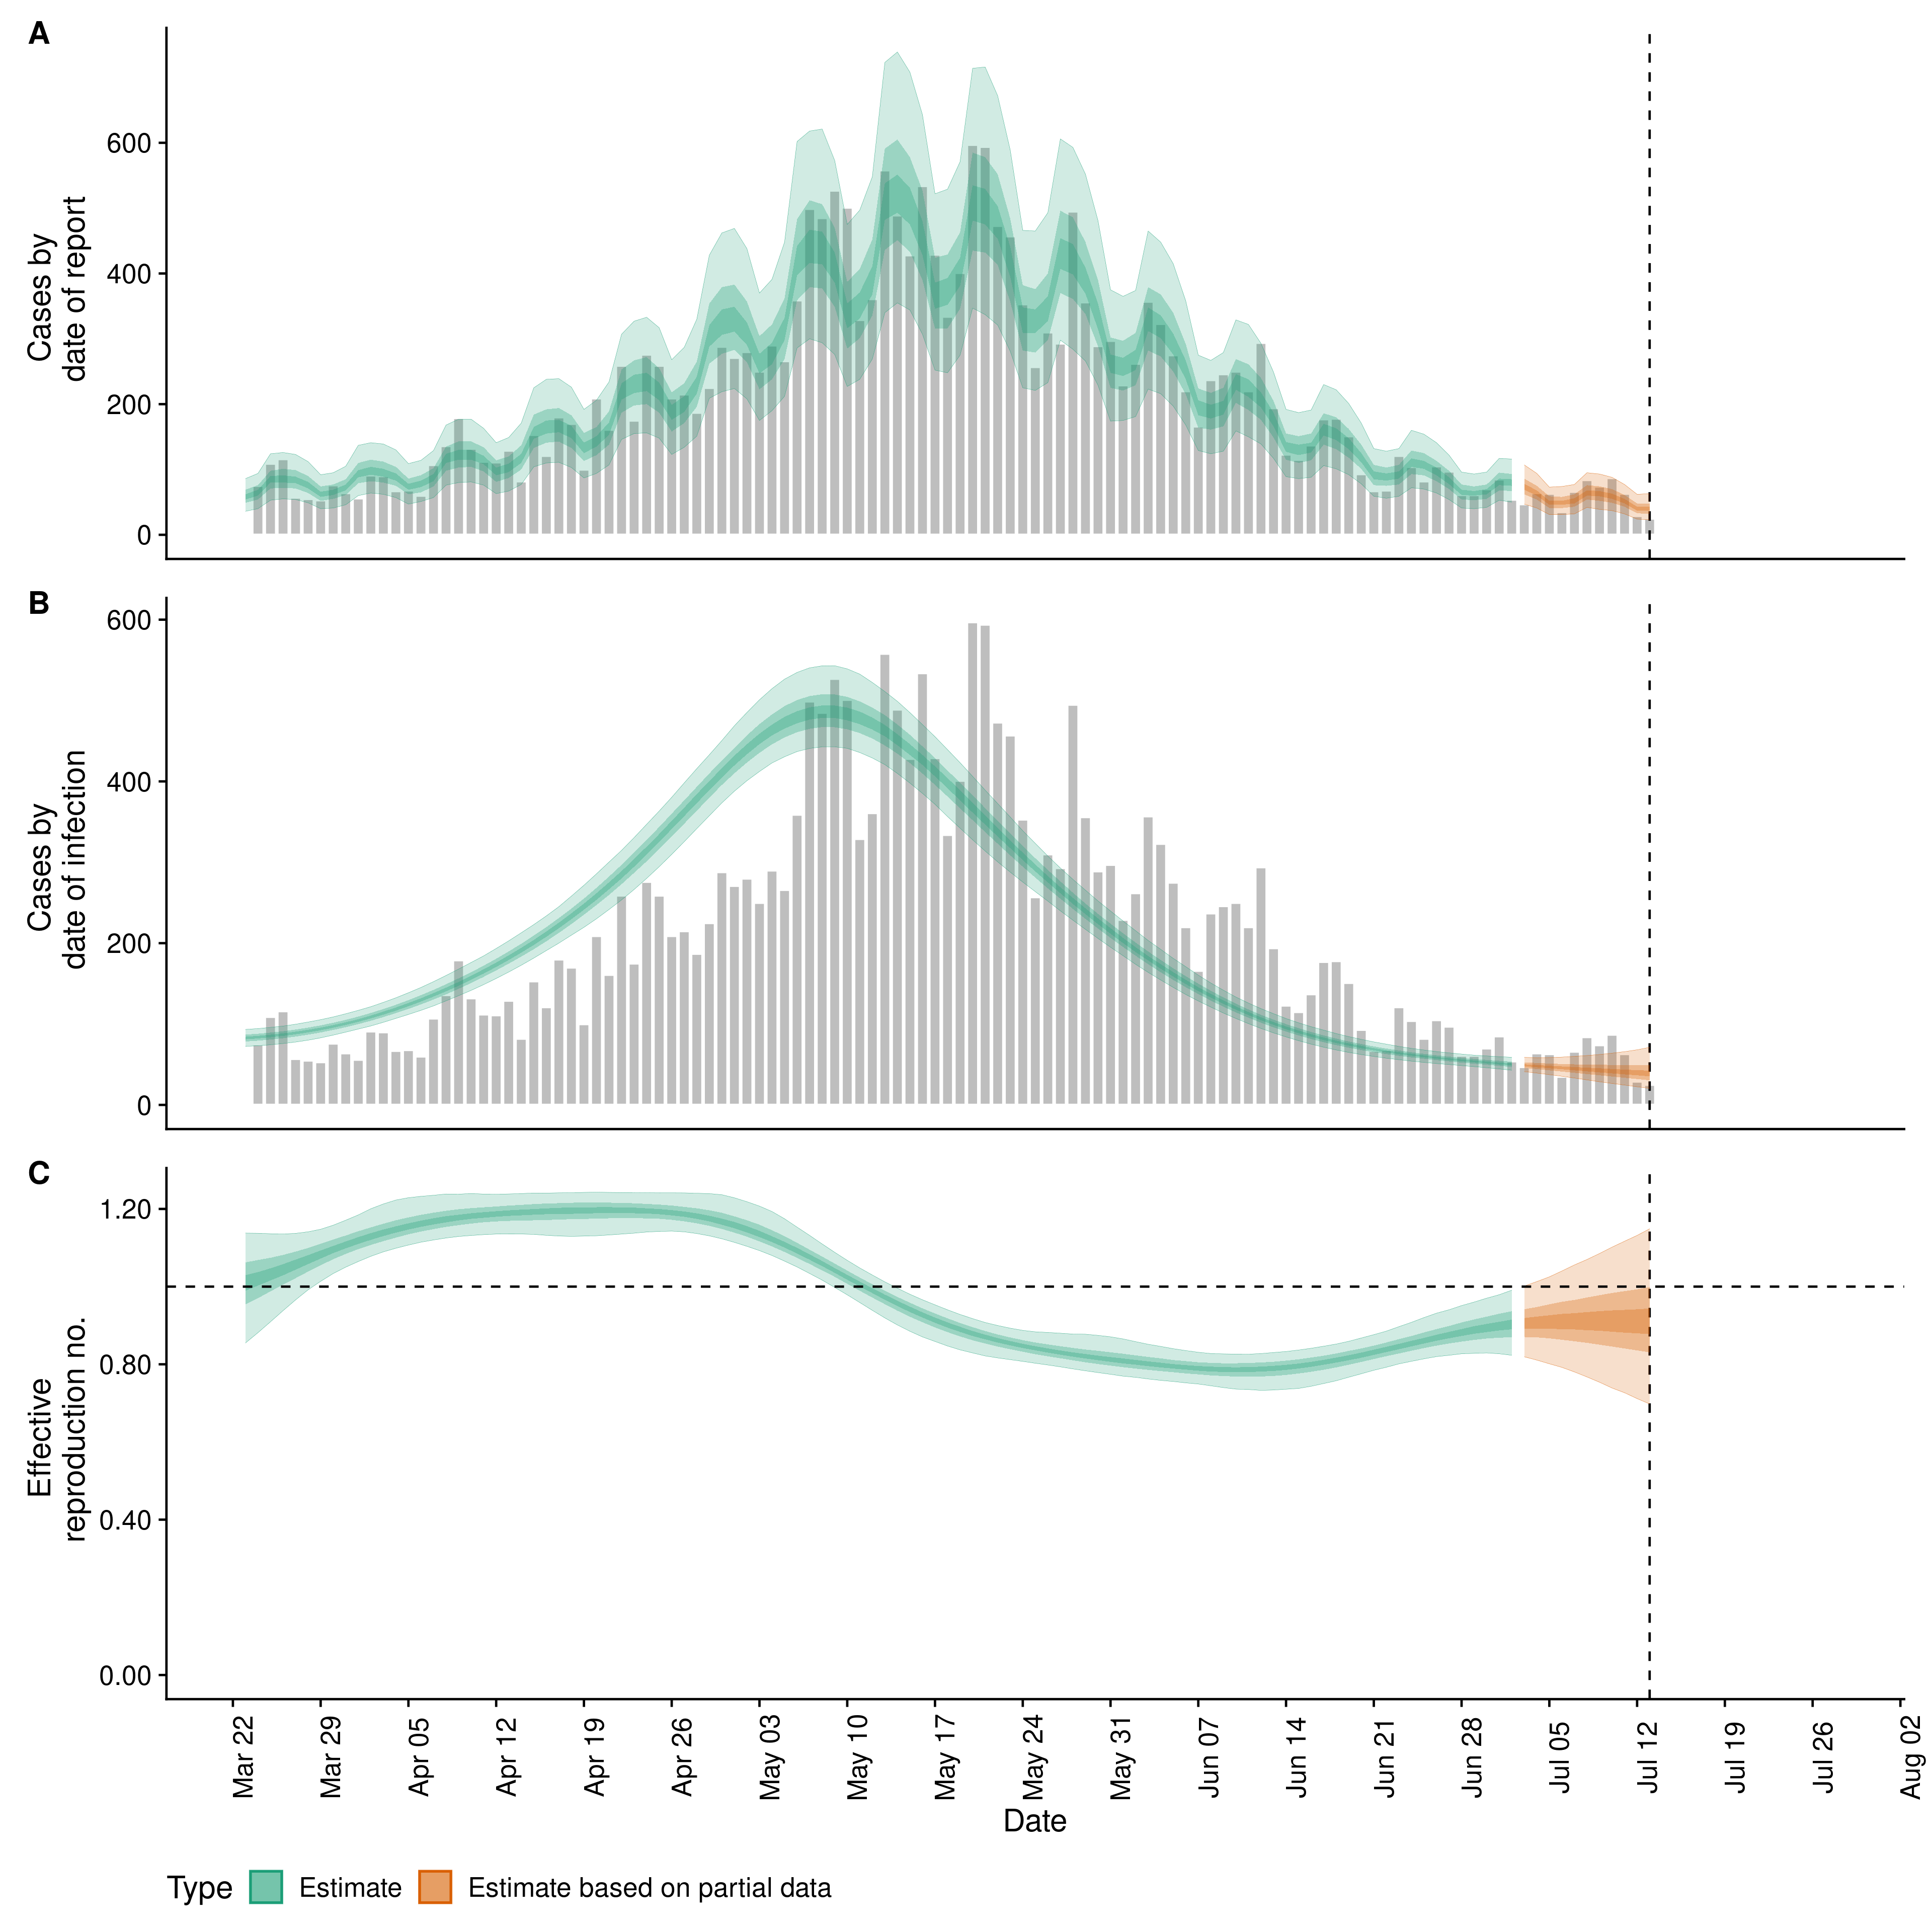 A
Cases by
date of report
600
400
200
0
B
Cases by
date of infection
600
400
200
0
C
Effective
reproduction no.
1.20
0.80
0.40
0.00
Mar 22
Mar 29
Apr 05
Apr 12
Apr 19
Apr 26
May 03
May 10
May 17
May 24
May 31
Jun 07
Jun 14
Jun 21
Jun 28
Jul 05
Jul 12
Jul 19
Jul 26
Aug 02
Date
Type Estimate Estimate based on partial data